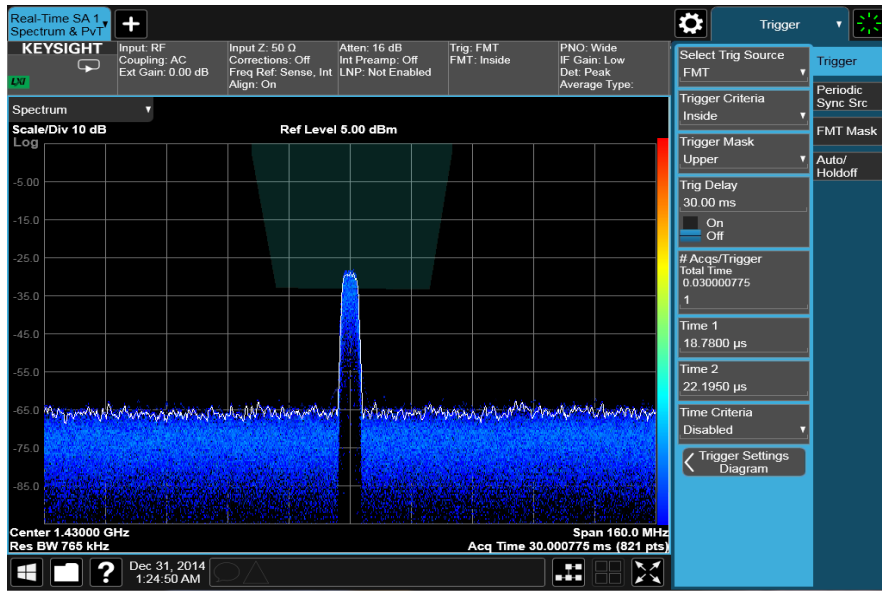 Real-Time SA 1
Spectrum & PvT
Trigger
KEYSIGHT
LXI
Input: RF
Coupling: AC
Ext Gain: 0.00 dB
Input Z: 50 Ω
Corrections: Off
Freq Ref: Sense, Int
Align: On
Atten: 16 dB
Int Preamp: Off
LNP: Not Enabled
Trig: FMT
FMT: Inside
PNO: Wide
IF Gain: Low
Det: Peak
Average Type:
Spectrum
Scale/Div 10 dB
Ref Level 5.00 dBm
Log
-5.00
-15.0
-25.0
-35.0
-45.0
-55.0
-65.0
-75.0
-85.0
Center 1.43000 GHz
Res BW 765 kHz
Span 160.0 MHz
Acq Time 30.000775 ms (821 pts)
Select Trig Source
FMT
Trigger Criteria
Inside
Trigger Mask
Upper
Trig Delay
30.00 ms
On
Off
# Acqs/Trigger
Total Time
0.030000775
1
Time 1
18.7800 µs
Time 2
22.1950 µs
Time Criteria
Disabled
Trigger Settings
Diagram
Trigger
Periodic
Sync Src
FMT Mask
Auto/
Holdoff
?
Dec 31, 2014
1:24:50 AM